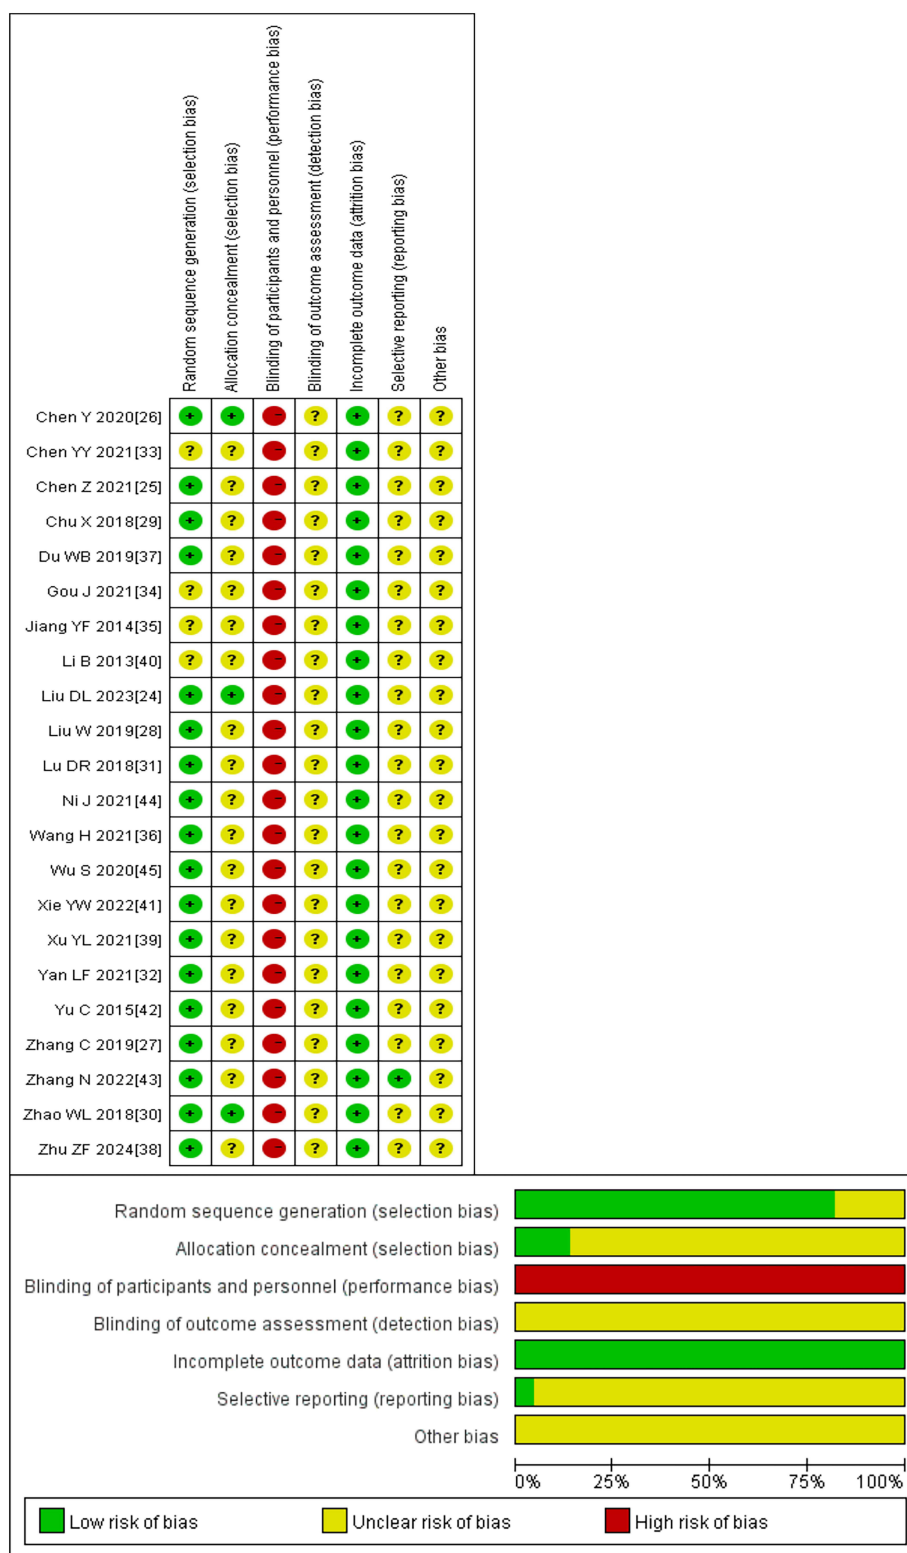 Random sequence generation (selection bias)
Allocation concealment (selection bias)
Blinding of participants and personnel (performance bias)
Blinding of outcome assessment (detection bias)
Incomplete outcome data (attrition bias)
Selective reporting (reporting bias)
Other bias
Chen Y 2020[26] + + - ? + ? ?
Chen YY 2021[33] ? ? - ? + ? ?
Chen Z 2021[25] + ? - ? + ? ?
Chu X 2018[29] + ? - ? + ? ?
Du WB 2019[37] + ? - ? + ? ?
Gou J 2021[34] ? ? - ? + ? ?
Jiang YF 2014[35] ? ? - ? + ? ?
Li B 2013[40] ? ? - ? + ? ?
Liu DL 2023[24] + + - ? + ? ?
Liu W 2019[28] + ? - ? + ? ?
Lu DR 2018[31] + ? - ? + ? ?
Ni J 2021[44] + ? - ? + ? ?
Wang H 2021[36] + ? - ? + ? ?
Wu S 2020[45] + ? - ? + ? ?
Xie YW 2022[41] + ? - ? + ? ?
Xu YL 2021[39] + ? - ? + ? ?
Yan LF 2021[32] + ? - ? + ? ?
Yu C 2015[42] + ? - ? + ? ?
Zhang C 2019[27] + ? - ? + ? ?
Zhang N 2022[43] + ? - ? + + ?
Zhao WL 2018[30] + + - ? + ? ?
Zhu ZF 2024[38] + ? - ? + ? ?
Random sequence generation (selection bias)
Allocation concealment (selection bias)
Blinding of participants and personnel (performance bias)
Blinding of outcome assessment (detection bias)
Incomplete outcome data (attrition bias)
Selective reporting (reporting bias)
Other bias
0% 25% 50% 75% 100%
Low risk of bias Unclear risk of bias High risk of bias